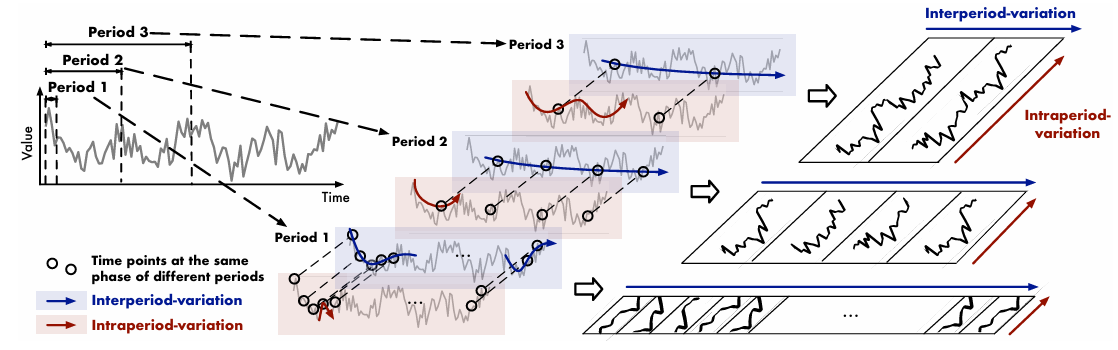 Interperiod-variation
Period 3
Period 3
Period 2
Period 1
Value
Time
Intraperiod-
variation
Period 2
Period 1
...
...
...
Time points at the same
phase of different periods
Interperiod-variation
Intraperiod-variation